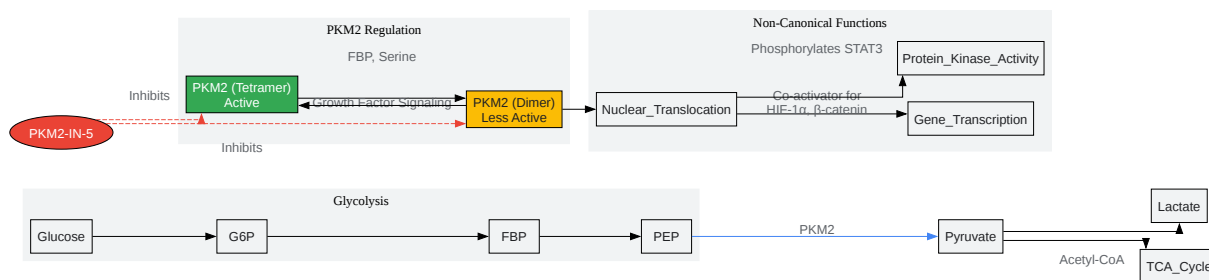 PKM2 Regulation
FBP, Serine
PKM2 (Tetramer)
Active
Growth Factor Signaling
PKM2 (Dimer)
Less Active
Inhibits
PKM2-IN-5
Inhibits
Non-Canonical Functions
Phosphorylates STAT3
Protein_Kinase_Activity
Nuclear_Translocation
Co-activator for
HIF-1α, β-catenin
Gene_Transcription
Glycolysis
Glucose
G6P
FBP
PEP
PKM2
Pyruvate
Lactate
Acetyl-CoA
TCA_Cycle